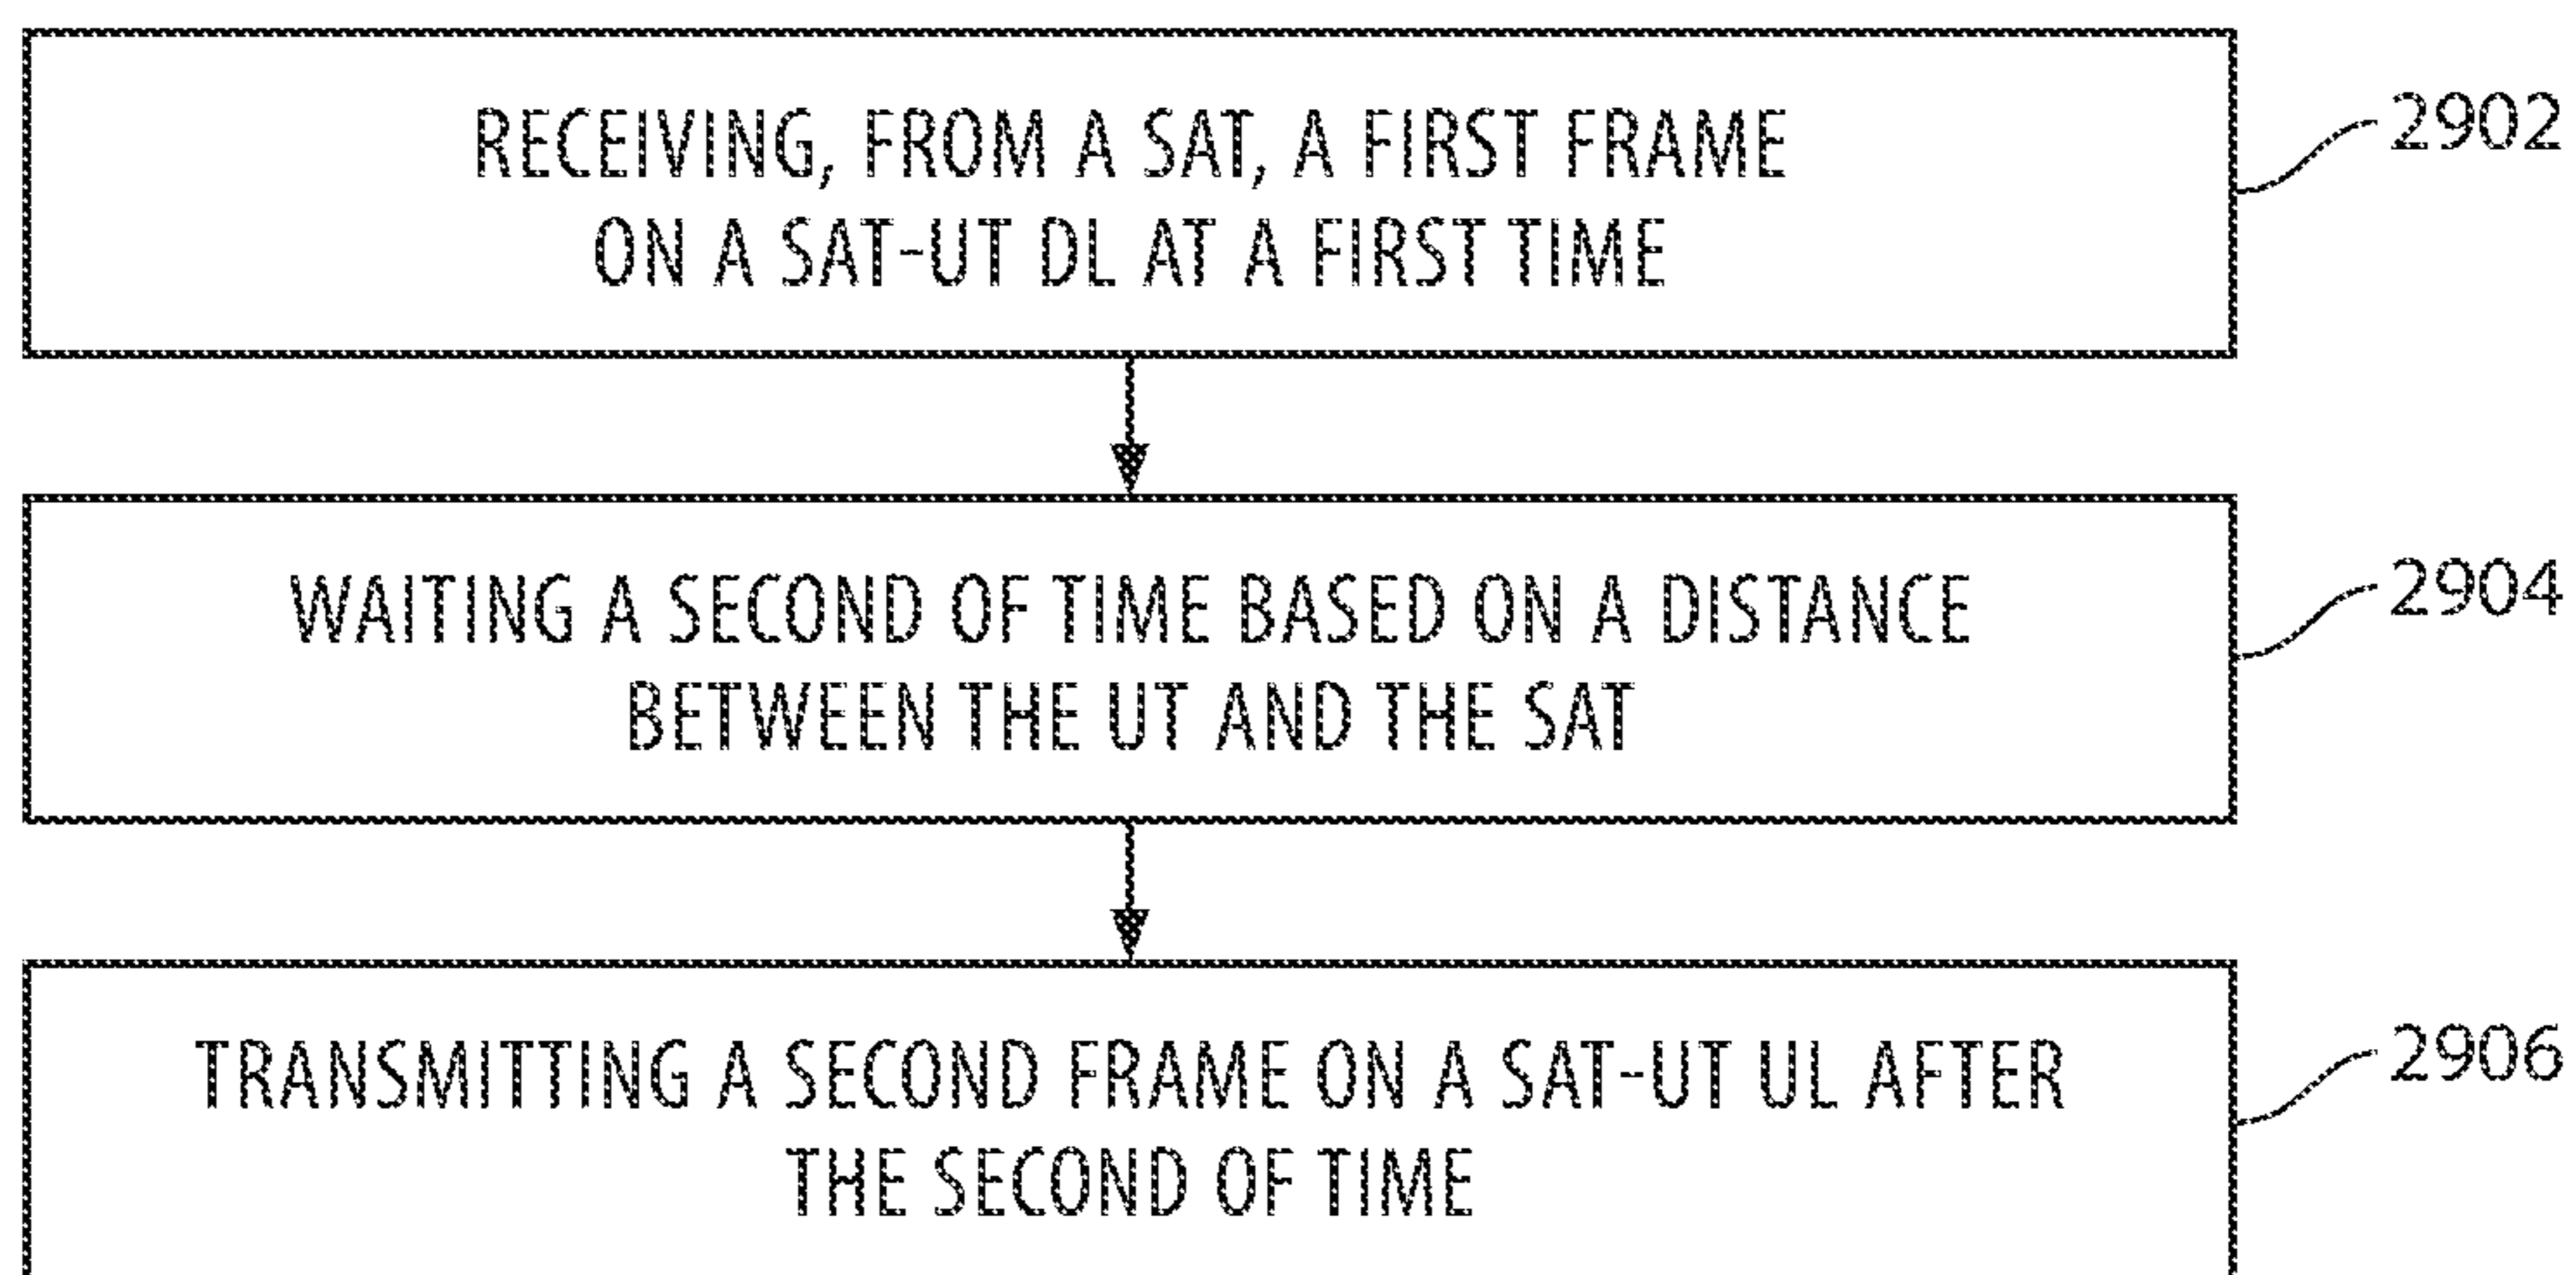 RECEIVING, FROM A SAT, A FIRST FRAME
ON A SAT-UT DL AT A FIRST TIME
2902
WAITING A SECOND OF TIME BASED ON A DISTANCE
BETWEEN THE UT AND THE SAT
2904
TRANSMITTING A SECOND FRAME ON A SAT-UT UL AFTER
THE SECOND OF TIME
2906